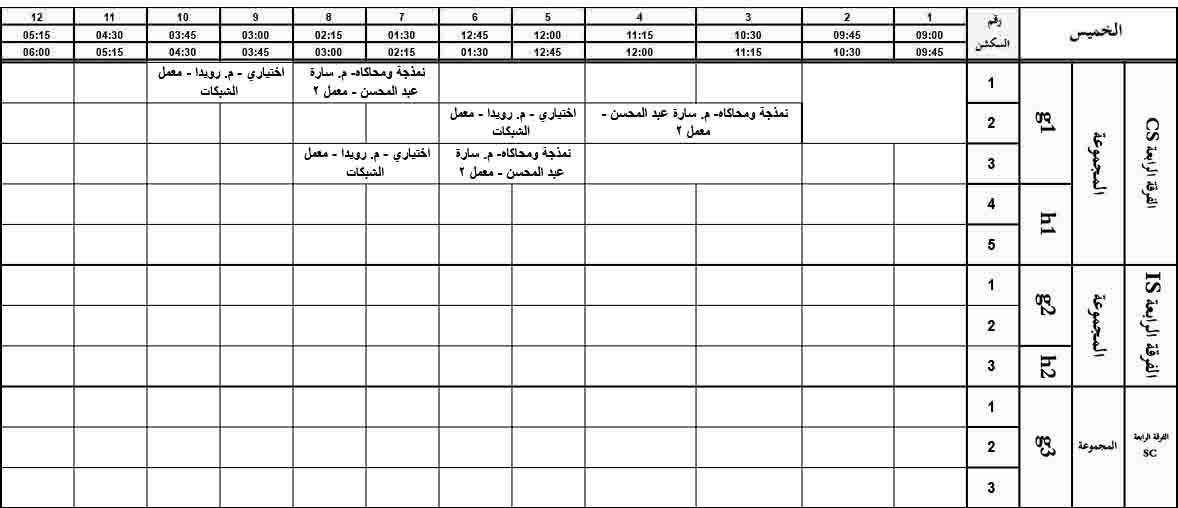 الخميس
رقم السكشن
1 2 3 4 5 6 7 8 9 10 11 12
09:00 09:45 10:30 11:15 12:00 12:45 01:30 02:15 03:00 03:45 04:30 05:15
09:45 10:30 11:15 12:00 12:45 01:30 02:15 03:00 03:45 04:30 05:15 06:00
الفرقة الرابعة CS
المجموعة
g1
1
نمذجة ومحاكاه- م. سارة
عبد المحسن - معمل ٢
اختياري - م. رويدا - معمل
الشبكات
2
نمذجة ومحاكاه- م. سارة عبد المحسن -
معمل ٢
اختياري - م. رويدا - معمل
الشبكات
3
نمذجة ومحاكاه- م. سارة
عبد المحسن - معمل ٢
اختياري - م. رويدا - معمل
الشبكات
h1
4
5
الفرقة الرابعة IS
المجموعة
g2
1
2
h2
3
الفرقة الرابعة
SC
المجموعة
g3
1
2
3